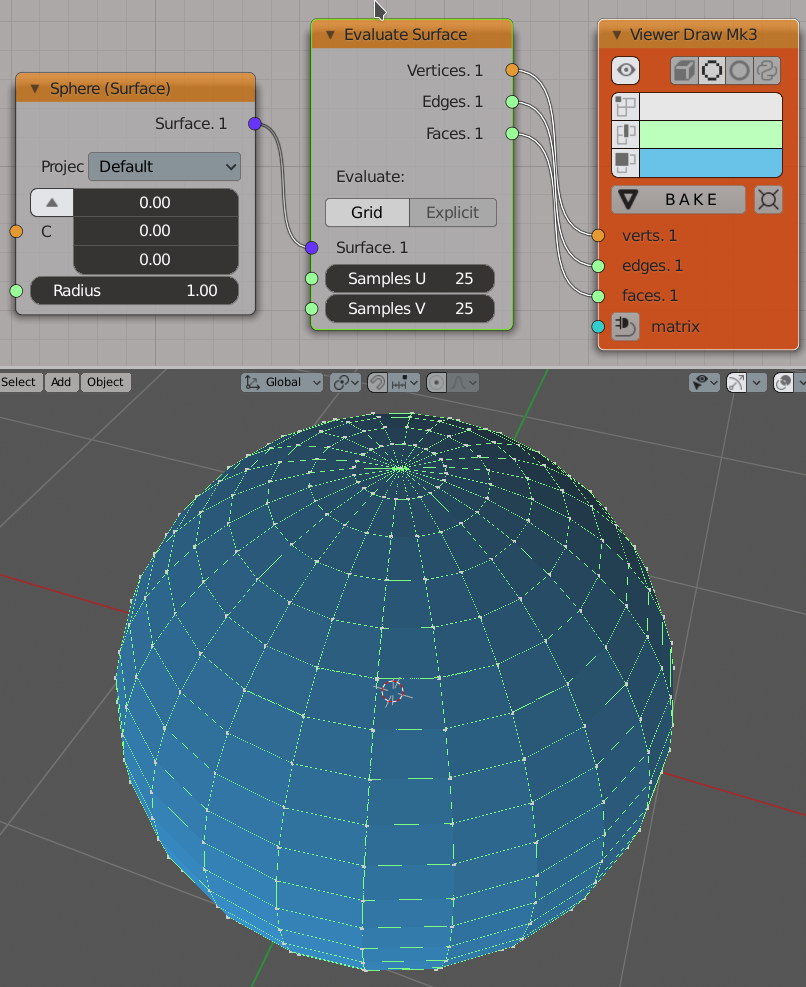 Sphere (Surface)
Surface. 1
Projec Default
0.00
C 0.00
0.00
Radius 1.00
Evaluate Surface
Vertices. 1
Edges. 1
Faces. 1
Evaluate:
Grid Explicit
Surface. 1
Samples U 25
Samples V 25
Viewer Draw Mk3
BAKE
verts. 1
edges. 1
faces. 1
matrix
Select Add Object Global